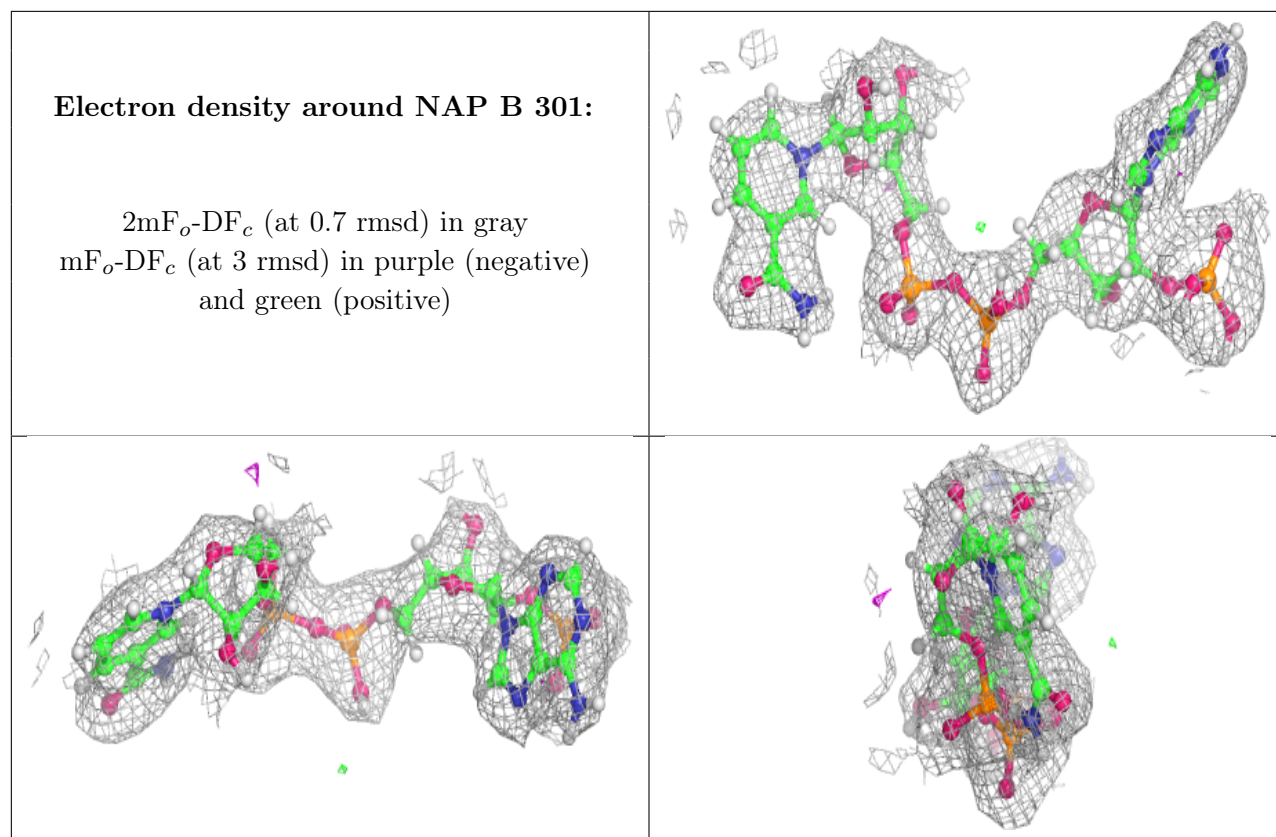 Electron density around NAP B 301:
2mFo-DFc (at 0.7 rmsd) in gray
mFo-DFc (at 3 rmsd) in purple (negative)
and green (positive)